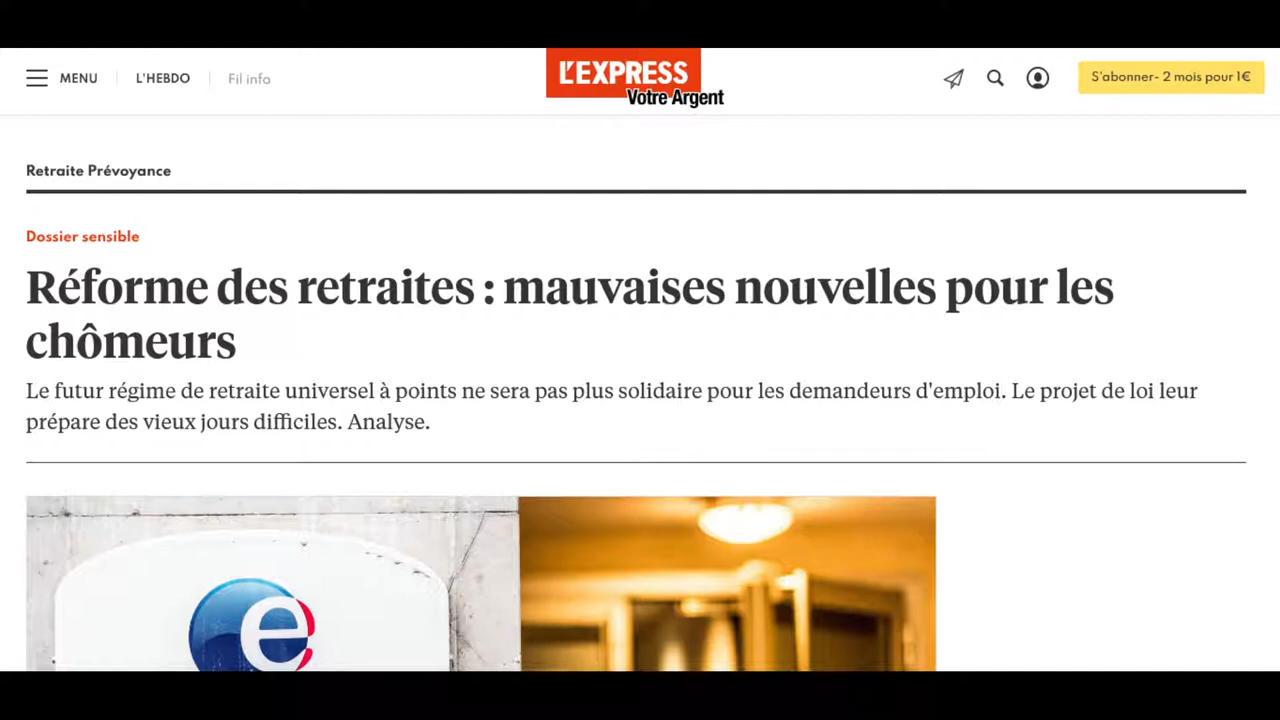 MENU
L'HEBDO
Fil info
L'EXPRESS
Votre Argent
S'abonner- 2 mois pour 1€
Retraite Prévoyance
Dossier sensible
Réforme des retraites : mauvaises nouvelles pour les
chômeurs
Le futur régime de retraite universel à points ne sera pas plus solidaire pour les demandeurs d'emploi. Le projet de loi leur
prépare des vieux jours difficiles. Analyse.
e